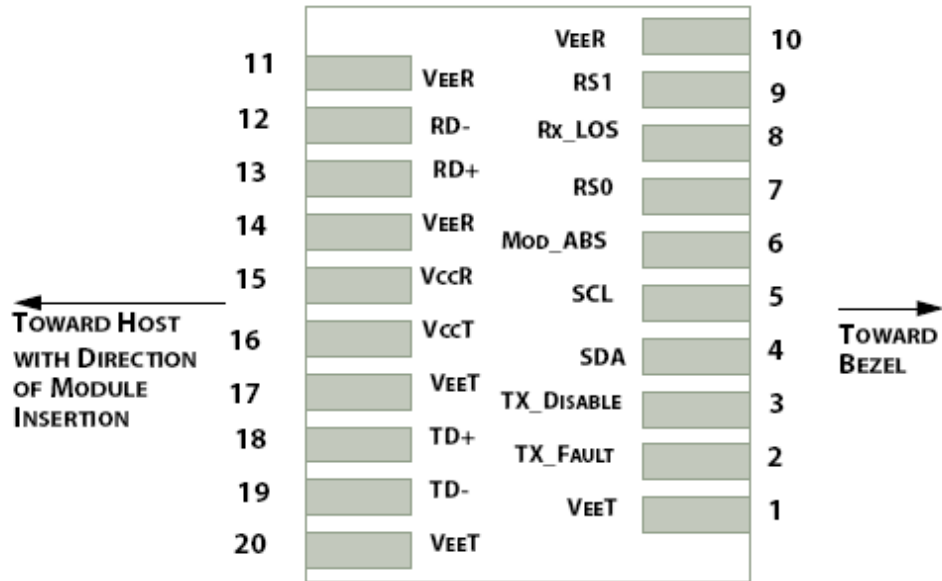 VEER 10
11 VEER
RS1 9
12 RD-
Rx_LOS 8
13 RD+
RS0 7
14 VEER
MOD_ABS 6
15 VCCR
SCL 5
TOWARD HOST
WITH DIRECTION
OF MODULE
INSERTION
16 VCCT
SDA 4
TOWARD
BEZEL
17 VEET
TX_DISABLE 3
18 TD+
TX_FAULT 2
19 TD-
VEET 1
20 VEET